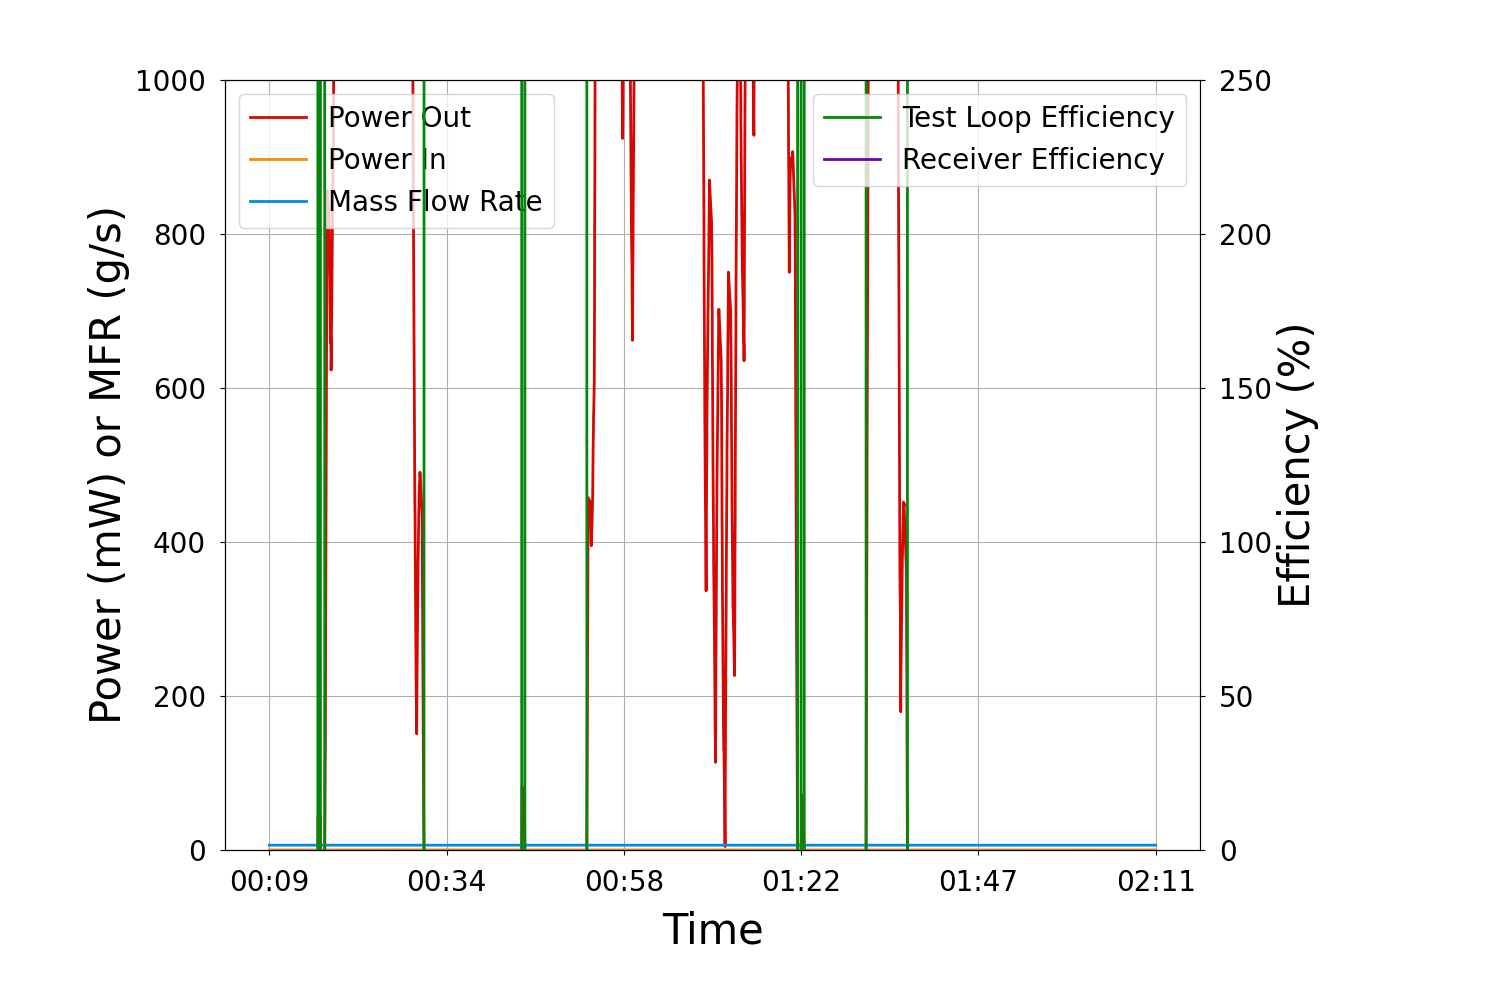 1000
800
600
400
200
0
Power (mW) or MFR (g/s)
Power Out
Power In
Mass Flow Rate
Test Loop Efficiency
Receiver Efficiency
250
200
150
100
50
0
Efficiency (%)
00:09 00:34 00:58 01:22 01:47 02:11
Time